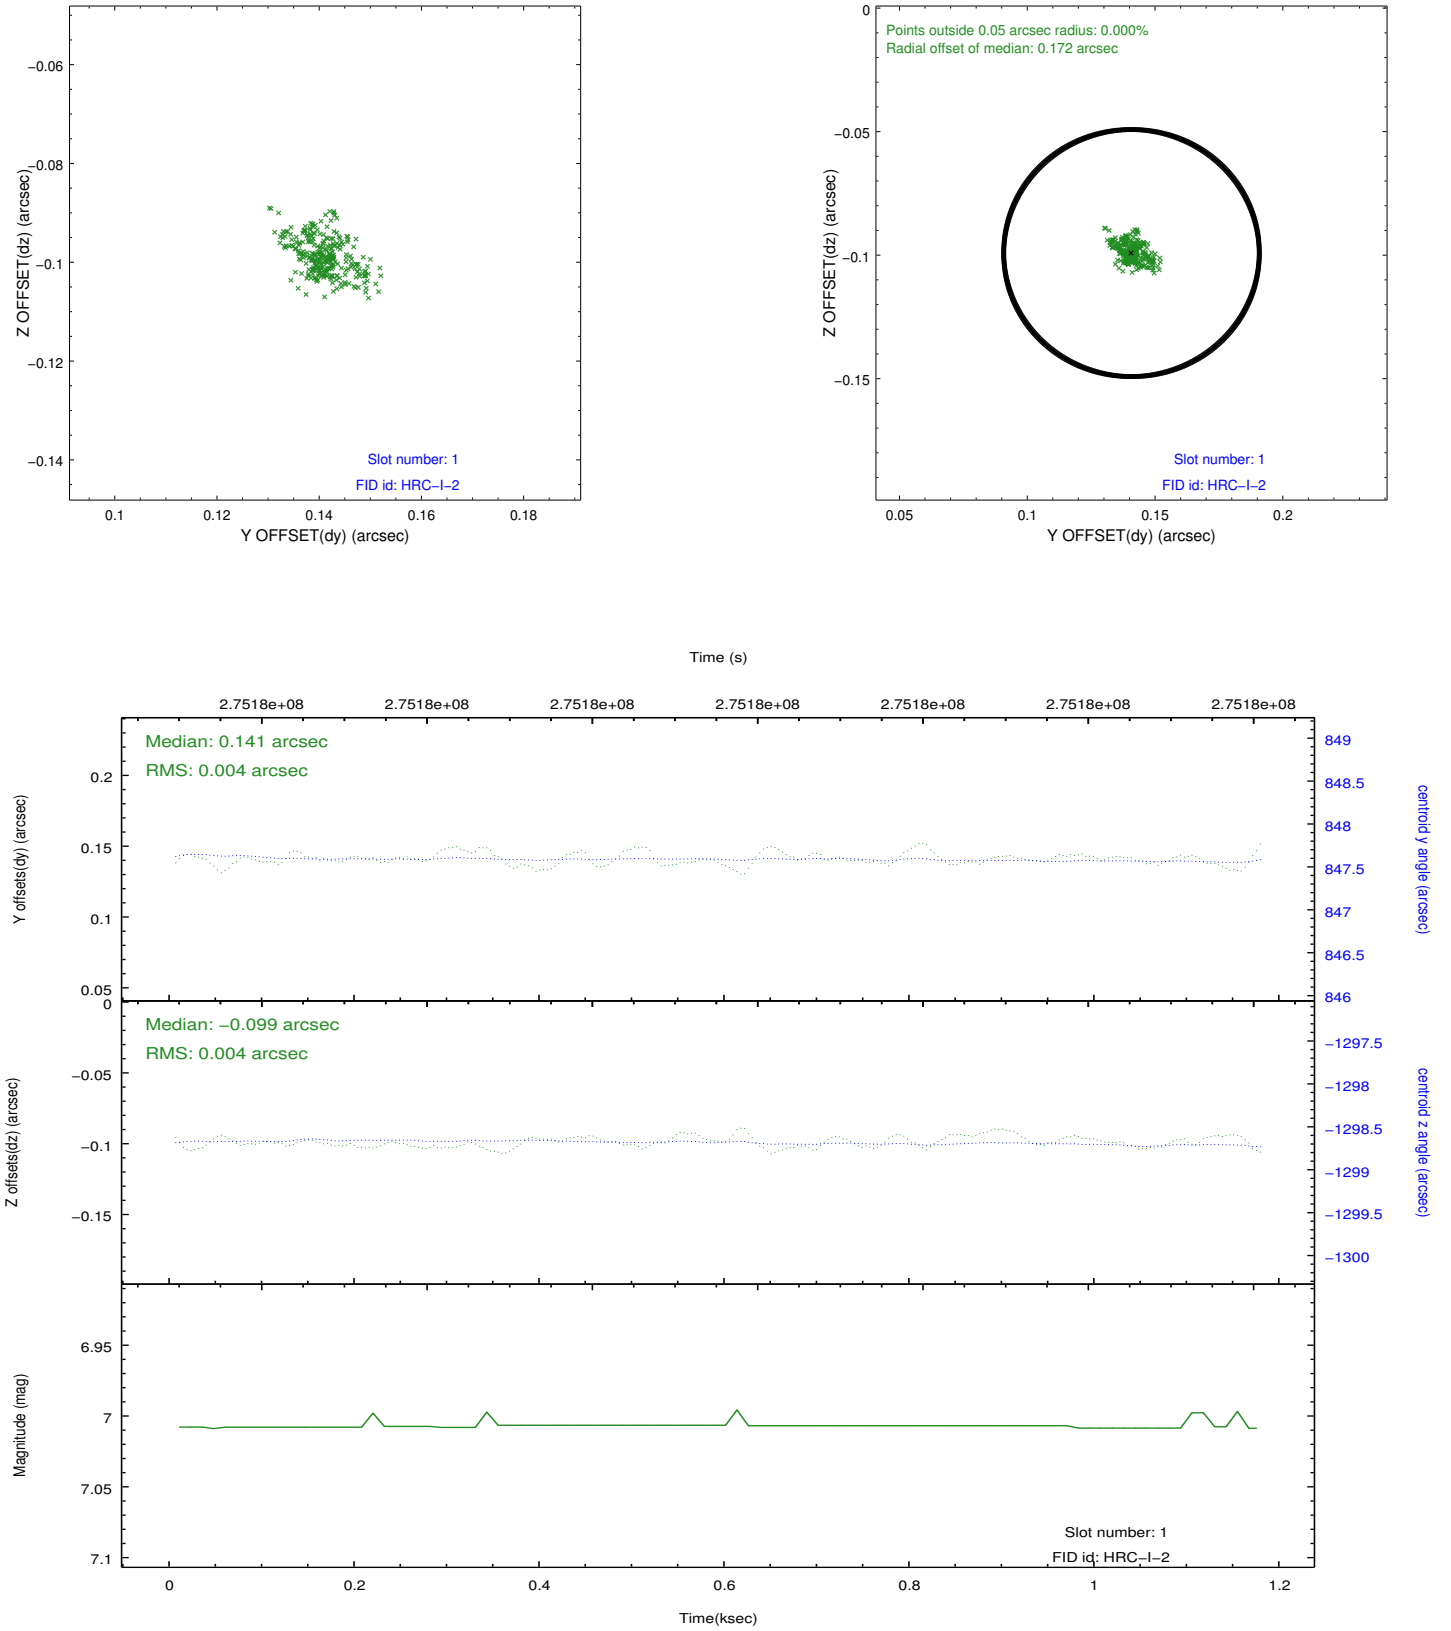 −0.06
−0.08
−0.1
−0.12
−0.14
Z OFFSET(dz) (arcsec)
0.1 0.12 0.14 0.16 0.18
Y OFFSET(dy) (arcsec)
Slot number: 1
FID id: HRC−I−2
Points outside 0.05 arcsec radius: 0.000%
Radial offset of median: 0.172 arcsec
0
−0.05
−0.1
−0.15
Z OFFSET(dz) (arcsec)
Slot number: 1
FID id: HRC−I−2
0.05 0.1 0.15 0.2
Y OFFSET(dy) (arcsec)
Time (s)
2.7518e+08 2.7518e+08 2.7518e+08 2.7518e+08 2.7518e+08 2.7518e+08 2.7518e+08
Median: 0.141 arcsec
RMS: 0.004 arcsec
0.2
0.15
0.1
0.05
Y offsets(dy) (arcsec)
849
848.5
848
847.5
847
846.5
846
centroid y angle (arcsec)
Median: −0.099 arcsec
RMS: 0.004 arcsec
0
−0.05
−0.1
−0.15
Z offsets(dz) (arcsec)
−1297.5
−1298
−1298.5
−1299
−1299.5
−1300
centroid z angle (arcsec)
6.95
7
7.05
7.1
Magnitude (mag)
Slot number: 1
FID id: HRC−I−2
0 0.2 0.4 0.6 0.8 1 1.2
Time(ksec)